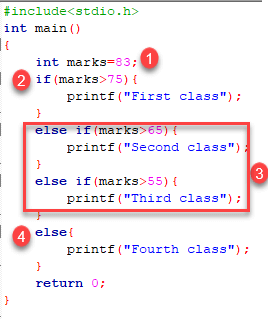 #include<stdio.h>
int main()
{
int marks=83; 1
2 if(marks>75){
printf("First class");
}
else if(marks>65){
printf("Second class");
}
3
else if(marks>55){
printf("Third class");
}
4 else{
printf("Fourth class");
}
return 0;
}